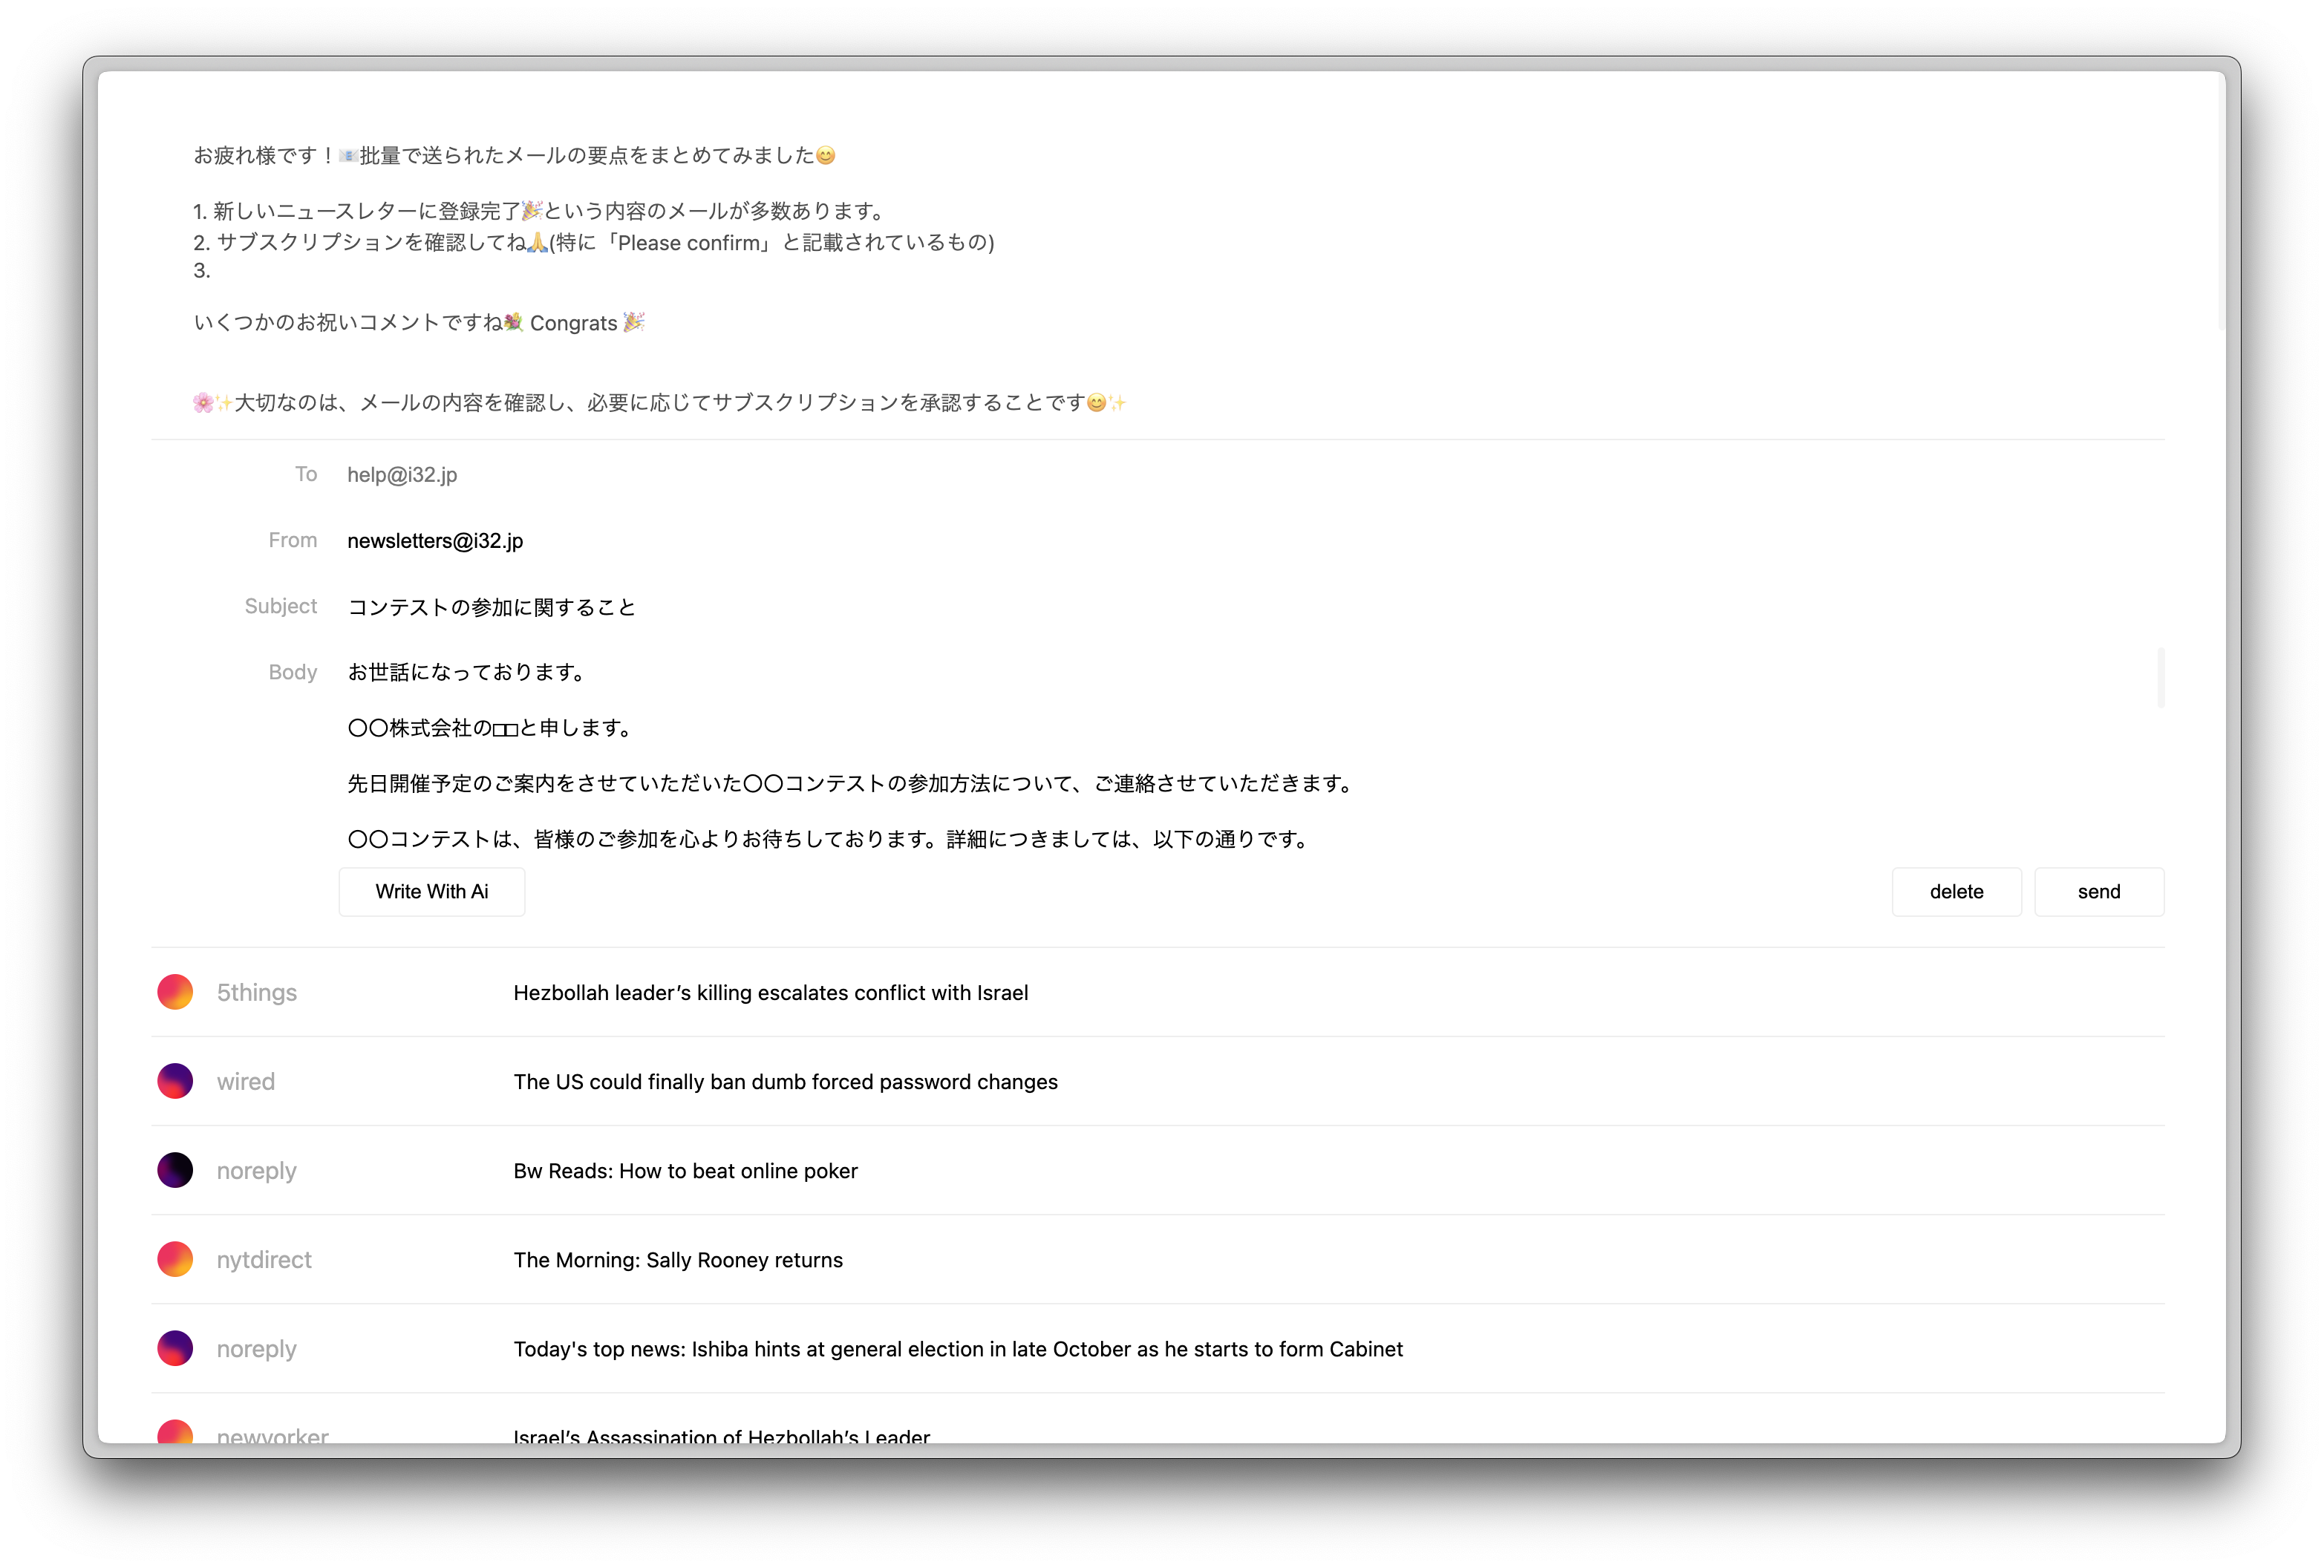 お疲れ様です！📧批量で送られたメールの要点をまとめてみました😊
1. 新しいニュースレターに登録完了🎉という内容のメールが多数あります。
2. サブスクリプションを確認してね🙏(特に「Please confirm」と記載されているもの)
3.
いくつかのお祝いコメントですね💐 Congrats 🎉
🌸✨大切なのは、メールの内容を確認し、必要に応じてサブスクリプションを承認することです😊✨
To help@i32.jp
From newsletters@i32.jp
Subject コンテストの参加に関すること
Body お世話になっております。
〇〇株式会社の□□と申します。
先日開催予定のご案内をさせていただいた〇〇コンテストの参加方法について、ご連絡させていただきます。
〇〇コンテストは、皆様のご参加を心よりお待ちしております。詳細につきましては、以下の通りです。
Write With Ai delete send
5things Hezbollah leader’s killing escalates conflict with Israel
wired The US could finally ban dumb forced password changes
noreply Bw Reads: How to beat online poker
nytdirect The Morning: Sally Rooney returns
noreply Today's top news: Ishiba hints at general election in late October as he starts to form Cabinet
newyorker Israel’s Assassination of Hezbollah’s Leader